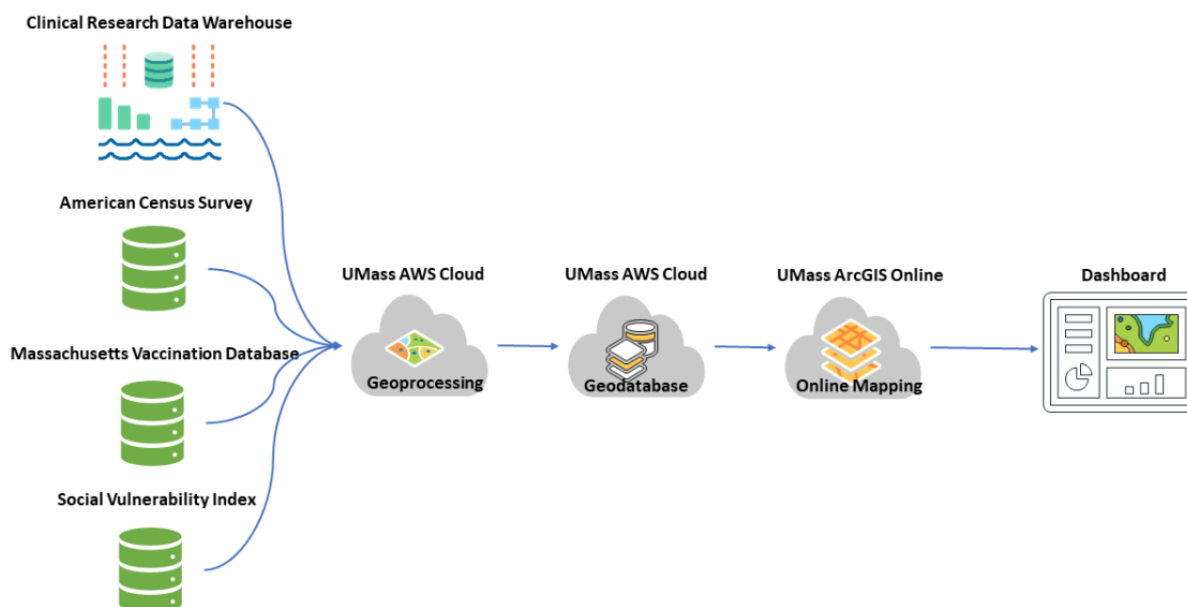 Clinical Research Data Warehouse
American Census Survey
Massachusetts Vaccination Database
Social Vulnerability Index
UMass AWS Cloud
Geoprocessing
UMass AWS Cloud
Geodatabase
UMass ArcGIS Online
Online Mapping
Dashboard